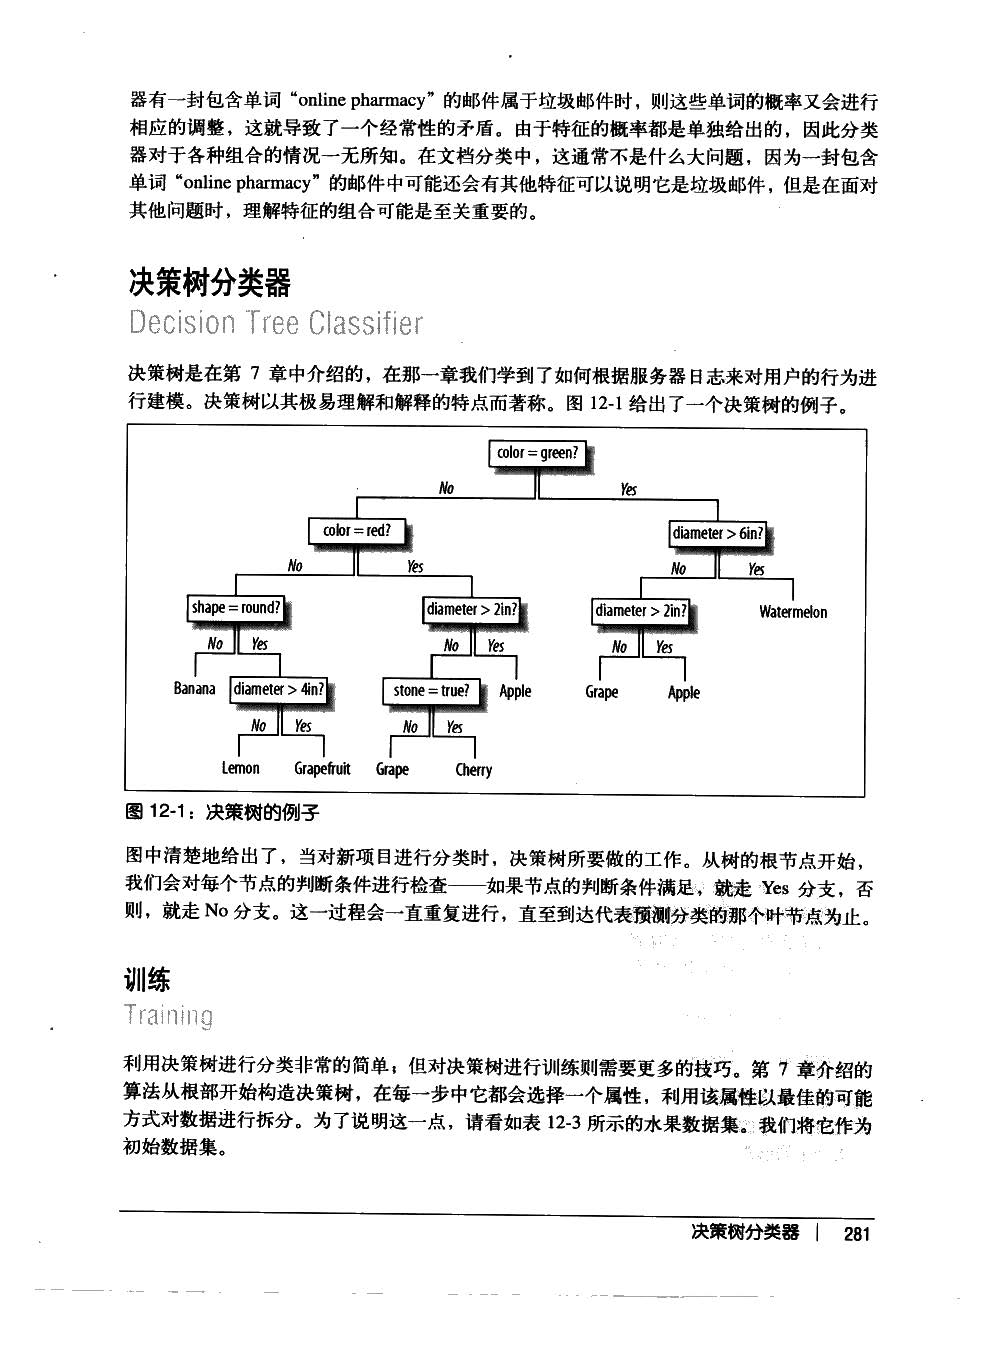 器有一封包含单词“online pharmacy”的邮件属于垃圾邮件时，则这些单词的概率又会进行
相应的调整，这就导致了一个经常性的矛盾。由于特征的概率都是单独给出的，因此分类
器对于各种组合的情况一无所知。在文档分类中，这通常不是什么大问题，因为一封包含
单词“online pharmacy”的邮件中可能还会有其他特征可以说明它是垃圾邮件，但是在面对
其他问题时，理解特征的组合可能是至关重要的。
决策树分类器
Decision Tree Classifier
决策树是在第 7 章中介绍的，在那一章我们学到了如何根据服务器日志来对用户的行为进
行建模。决策树以其极易理解和解释的特点而著称。图 12-1 给出了一个决策树的例子。
color = green?
No Yes
color = red? diameter > 6in?
No Yes No Yes
shape = round? diameter > 2in? diameter > 2in? Watermelon
No Yes No Yes No Yes
Banana diameter > 4in? stone = true? Apple Grape Apple
No Yes No Yes
Lemon Grapefruit Grape Cherry
图 12-1：决策树的例子
图中清楚地给出了，当对新项目进行分类时，决策树所要做的工作。从树的根节点开始，
我们会对每个节点的判断条件进行检查——如果节点的判断条件满足，就走 Yes 分支，否
则，就走 No 分支。这一过程会一直重复进行，直至到达代表预测分类的那个叶节点为止。
训练
Training
利用决策树进行分类非常的简单；但对决策树进行训练则需要更多的技巧。第 7 章介绍的
算法从根部开始构造决策树，在每一步中它都会选择一个属性，利用该属性以最佳的可能
方式对数据进行拆分。为了说明这一点，请看如表 12-3 所示的水果数据集。我们将它作为
初始数据集。
决策树分类器 | 281